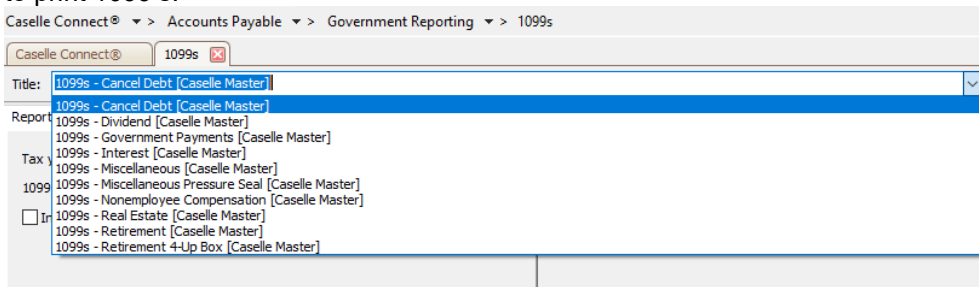 to print 1099's.
Caselle Connect® ▾ > Accounts Payable ▾ > Government Reporting ▾ > 1099s
Caselle Connect® 1099s
Title: 1099s - Cancel Debt [Caselle Master]
1099s - Cancel Debt [Caselle Master]
Report
1099s - Dividend [Caselle Master]
1099s - Government Payments [Caselle Master]
Tax y
1099s - Interest [Caselle Master]
1099s - Miscellaneous [Caselle Master]
1099
1099s - Miscellaneous Pressure Seal [Caselle Master]
1099s - Nonemployee Compensation [Caselle Master]
In
1099s - Real Estate [Caselle Master]
1099s - Retirement [Caselle Master]
1099s - Retirement 4-Up Box [Caselle Master]